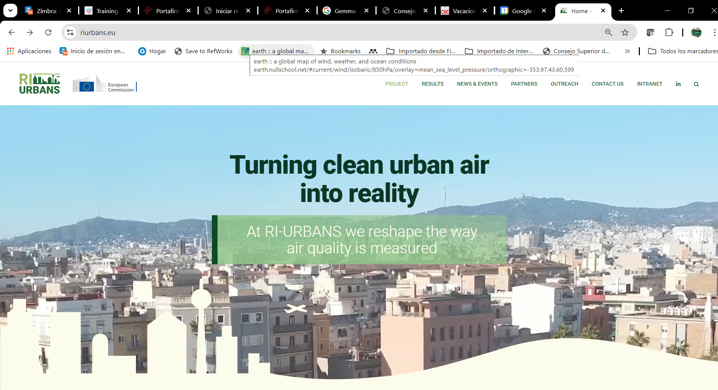 Zimbra:
Training
Portafir
Iniciar r
Portafir
Gemma
Consejo
Vacacio
Google
Home -
riurbans.eu
Aplicaciones
Inicio de sesión en...
Hogar
Save to RefWorks
earth :: a global ma...
Bookmarks
Importado desde Fi...
Importado de Inter...
Consejo Superior d...
»
Todos los marcadores
earth :: a global map of wind, weather, and ocean conditions
earth.nullschool.net/#current/wind/isobaric/850hPa/overlay=mean_sea_level_pressure/orthographic=-353.97,43.60,599
RI
URBANS
European
Commission
PROJECT
RESULTS
NEWS & EVENTS
PARTNERS
OUTREACH
CONTACT US
INTRANET
in
Turning clean urban air
into reality
At RI-URBANS we reshape the way
air quality is measured